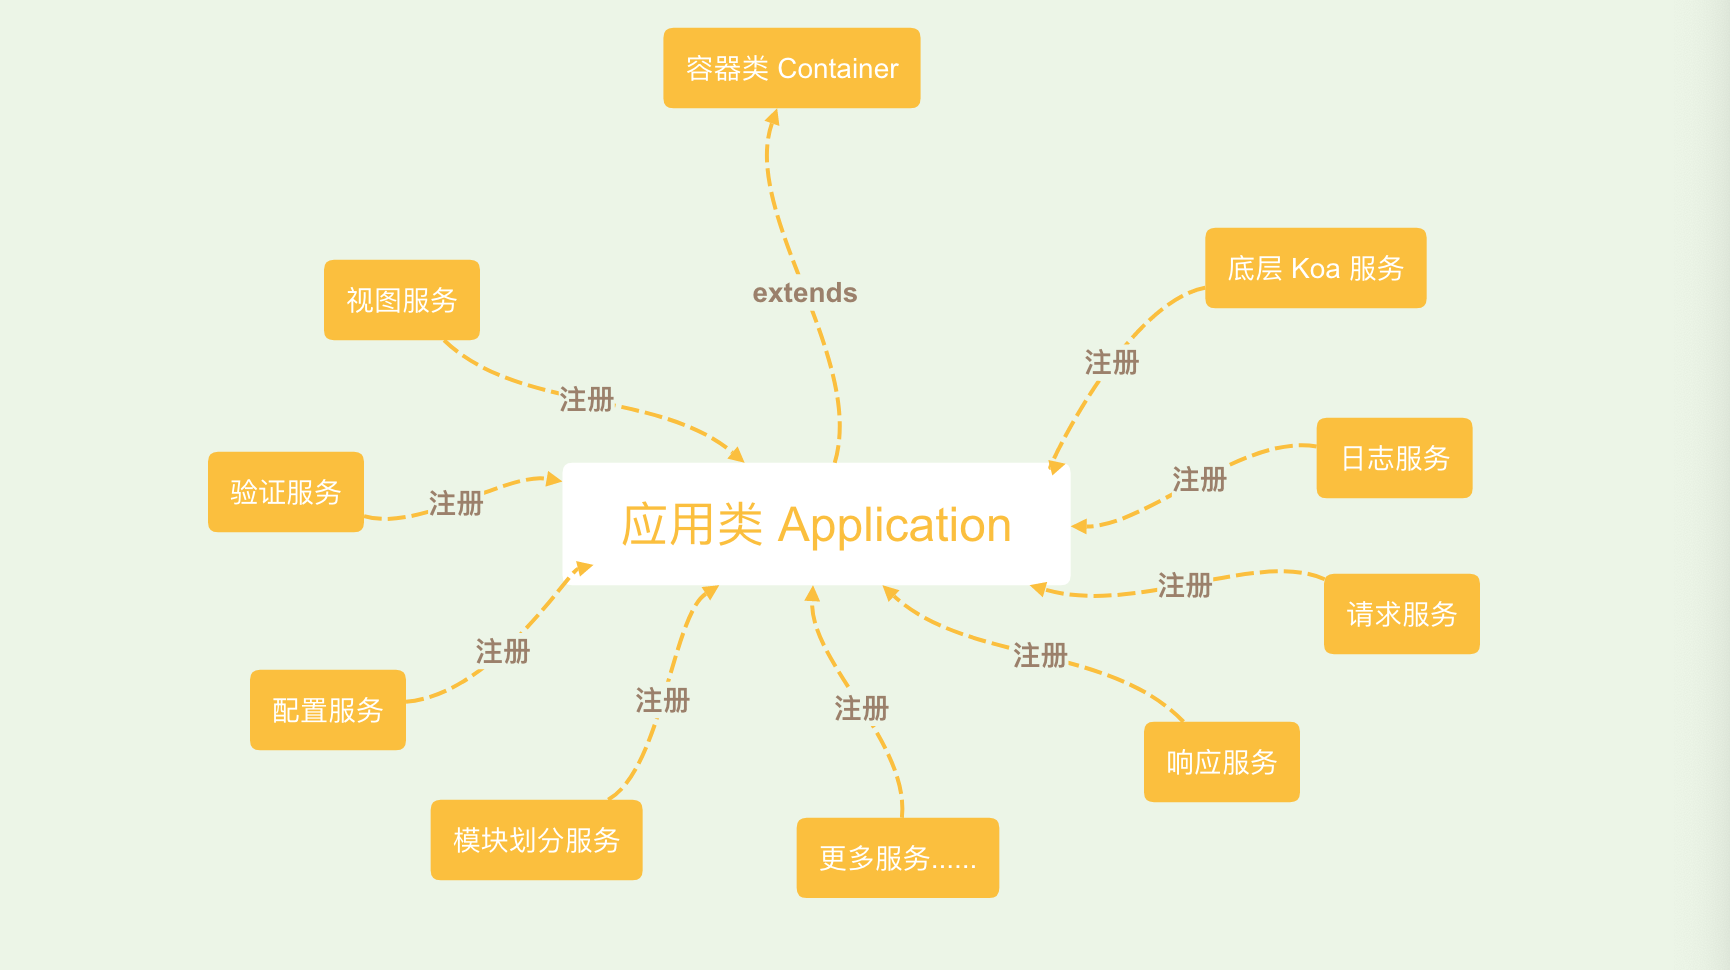 容器类 Container
extends
底层 Koa 服务
视图服务
注册
注册
日志服务
验证服务
注册
注册
应用类 Application
请求服务
注册
配置服务
注册
注册
注册
注册
响应服务
模块划分服务
更多服务......